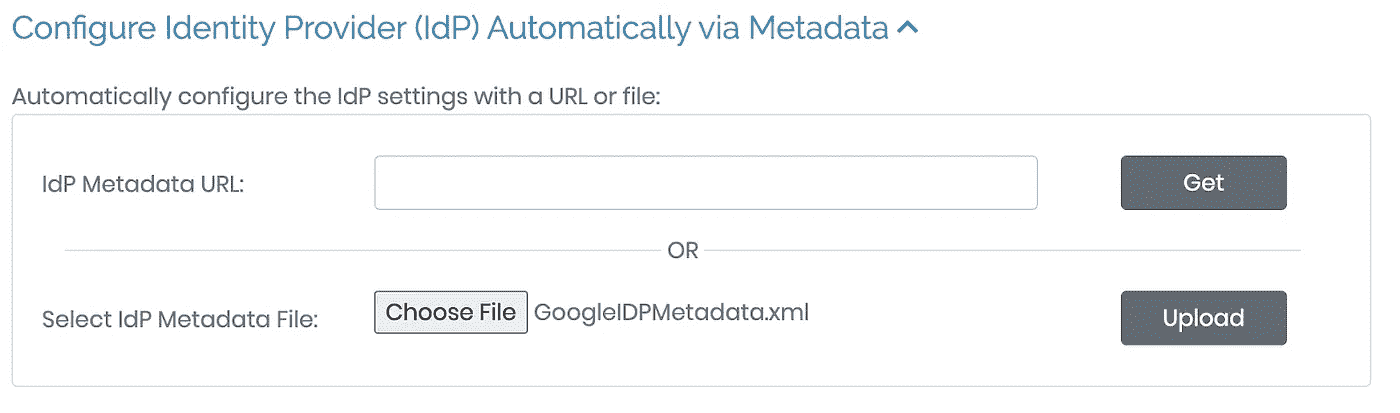 Configure Identity Provider (IdP) Automatically via Metadata
Automatically configure the IdP settings with a URL or file:
IdP Metadata URL: Get
OR
Select IdP Metadata File: Choose File GoogleIDPMetadata.xml Upload